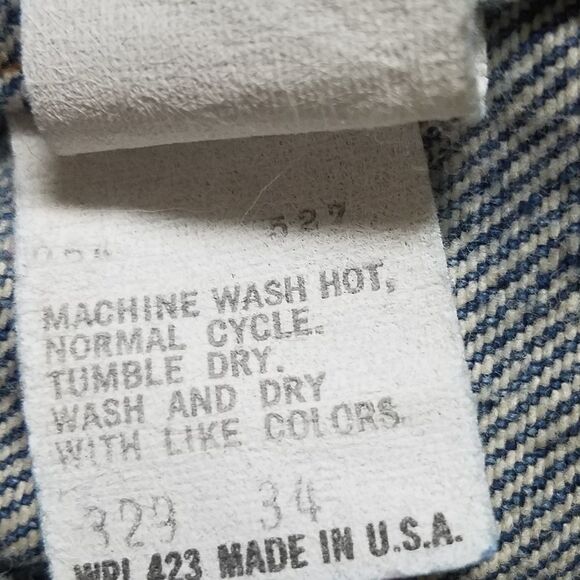 527
MACHINE WASH HOT,
NORMAL CYCLE.
TUMBLE DRY.
WASH AND DRY
WITH LIKE COLORS.
323 34
WPL 423 MADE IN U.S.A.